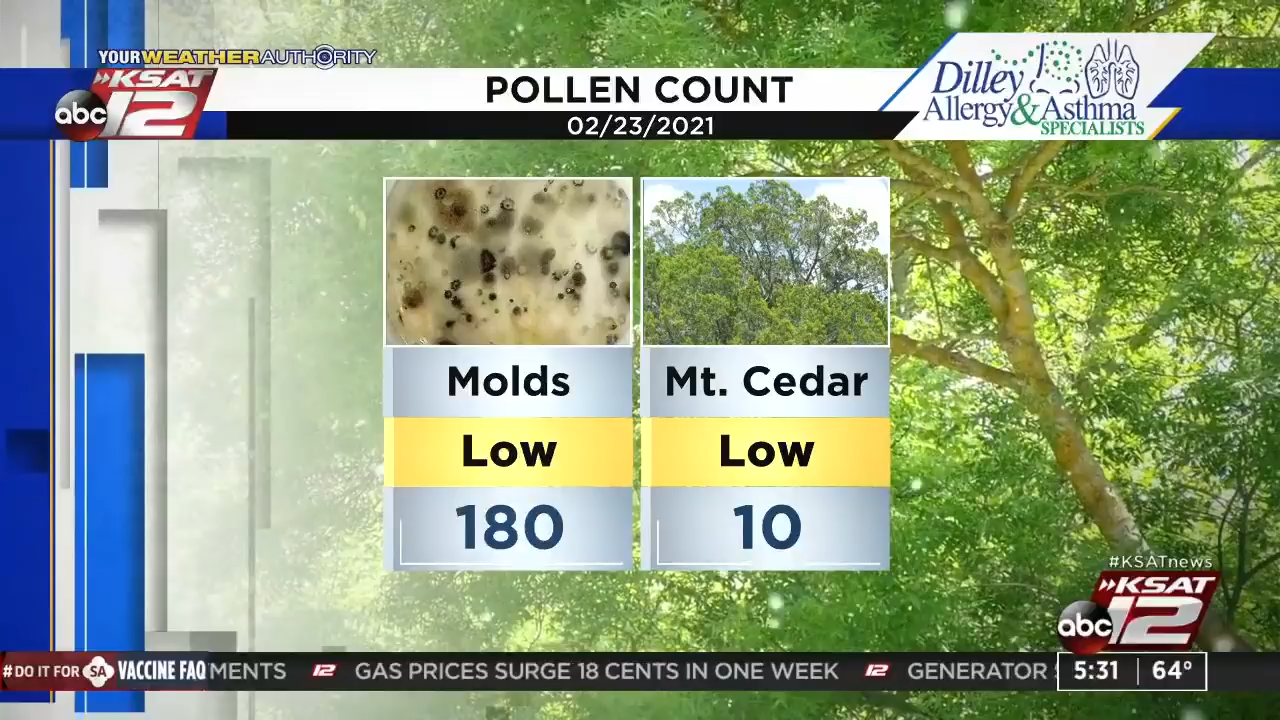 YOURWEATHERAUTHORITY
KSAT
abc 12
POLLEN COUNT
02/23/2021
Dilley
Allergy&Asthma
SPECIALISTS
Molds
Low
180
Mt. Cedar
Low
10
#KSATnews
KSAT
abc 12
#DO IT FOR SA VACCINE FAQ MENTS 12 GAS PRICES SURGE 18 CENTS IN ONE WEEK 12 GENERATOR
5:31 64°